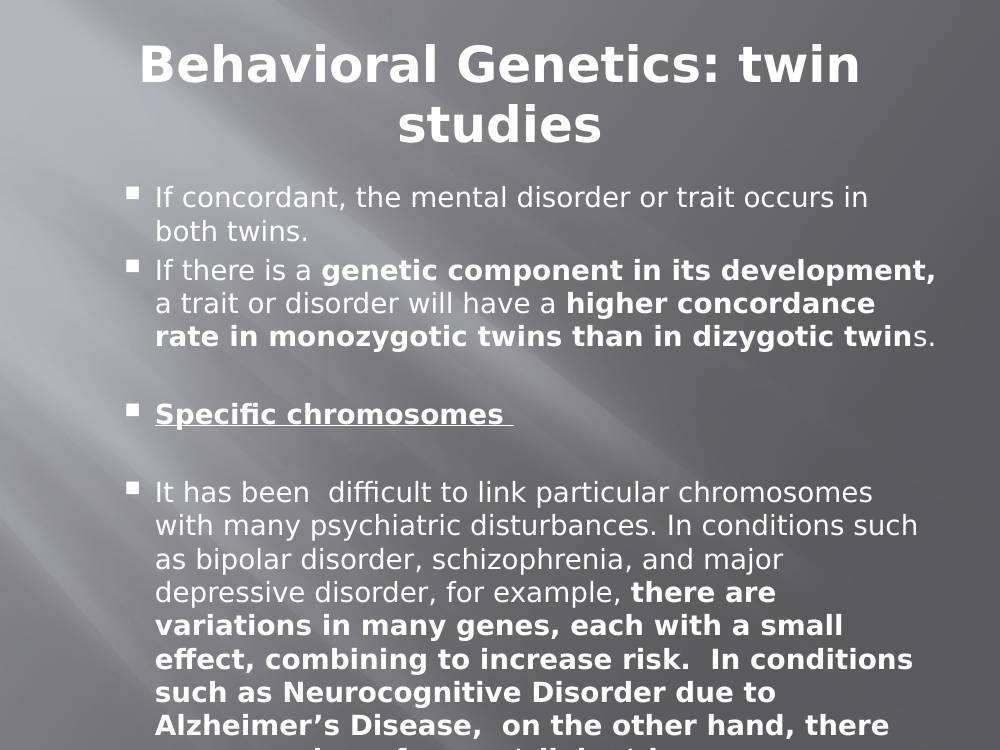 Behavioral Genetics: twin
studies
If concordant, the mental disorder or trait occurs in
both twins.
If there is a genetic component in its development,
a trait or disorder will have a higher concordance
rate in monozygotic twins than in dizygotic twins.
Specific chromosomes
It has been  difficult to link particular chromosomes
with many psychiatric disturbances. In conditions such
as bipolar disorder, schizophrenia, and major
depressive disorder, for example, there are
variations in many genes, each with a small
effect, combining to increase risk.  In conditions
such as Neurocognitive Disorder due to
Alzheimer’s Disease,  on the other hand, there